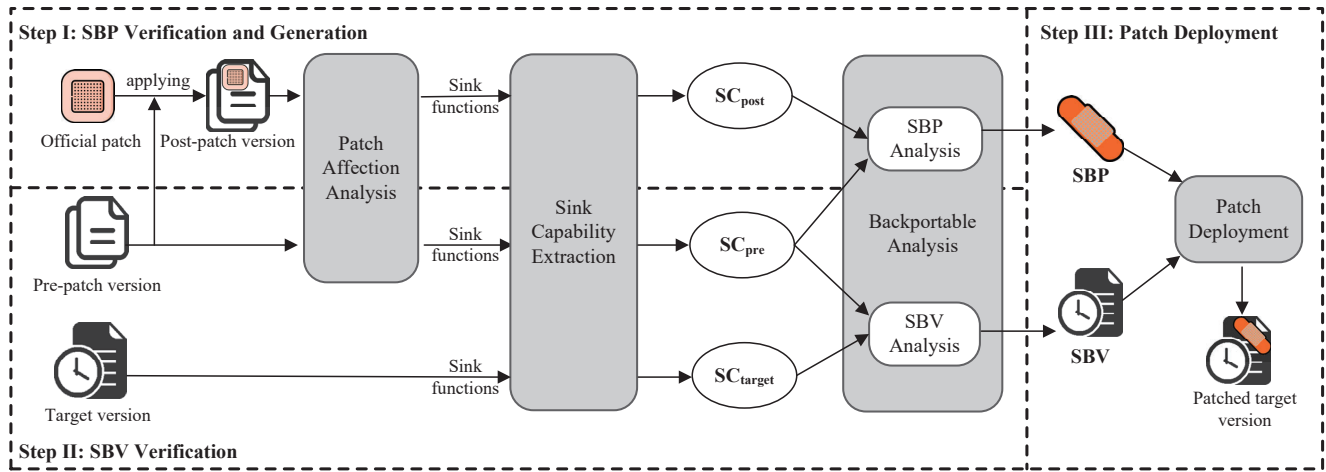 Step I: SBP Verification and Generation
Step III: Patch Deployment
applying
Official patch
Post-patch version
Patch
Affection
Analysis
Sink
functions
Sink
Capability
Extraction
SCpost
SBP
Analysis
SBP
Pre-patch version
Sink
functions
SCpre
Backportable
Analysis
Patch
Deployment
Target version
Sink
functions
SCtarget
SBV
Analysis
SBV
Patched target
version
Step II: SBV Verification